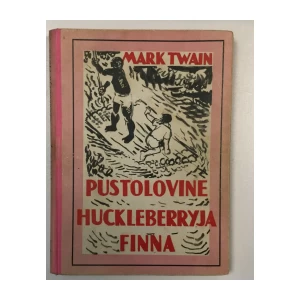 MARK TWAIN
PUSTOLOVINE
HUCKLEBERRYJA
FINNA